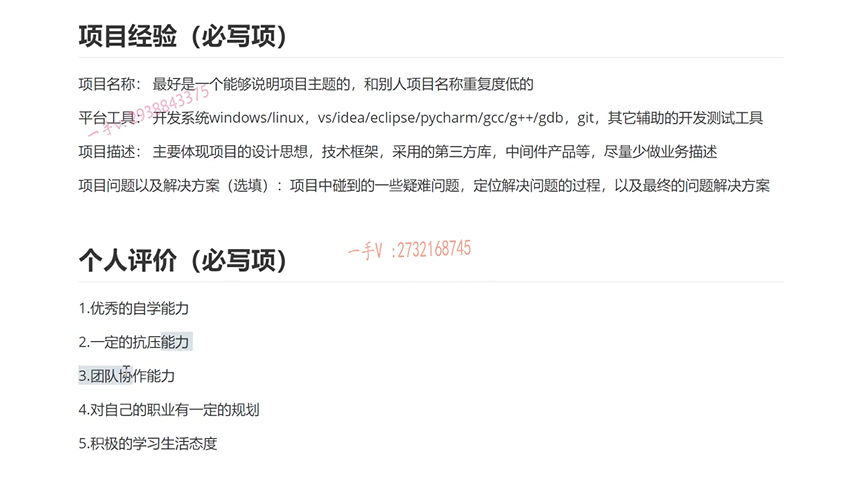 项目经验（必写项）
项目名称： 最好是一个能够说明项目主题的，和别人项目名称重复度低的
平台工具： 开发系统windows/linux，vs/idea/eclipse/pycharm/gcc/g++/gdb，git，其它辅助的开发测试工具
项目描述： 主要体现项目的设计思想，技术框架，采用的第三方库，中间件产品等，尽量少做业务描述
项目问题以及解决方案（选填）：项目中碰到的一些疑难问题，定位解决问题的过程，以及最终的问题解决方案
个人评价（必写项）
一手V :2732168745
1.优秀的自学能力
2.一定的抗压能力
3.团队协作能力
4.对自己的职业有一定的规划
5.积极的学习生活态度